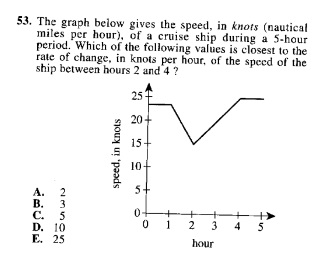 53. The graph below gives the speed, in knots (nautical
miles per hour), of a cruise ship during a 5-hour
period. Which of the following values is closest to the
rate of change, in knots per hour, of the speed of the
ship between hours 2 and 4 ?
A. 2
B. 3
C. 5
D. 10
E. 25
speed, in knots
25
20
15
10
5
0
0 1 2 3 4 5
hour